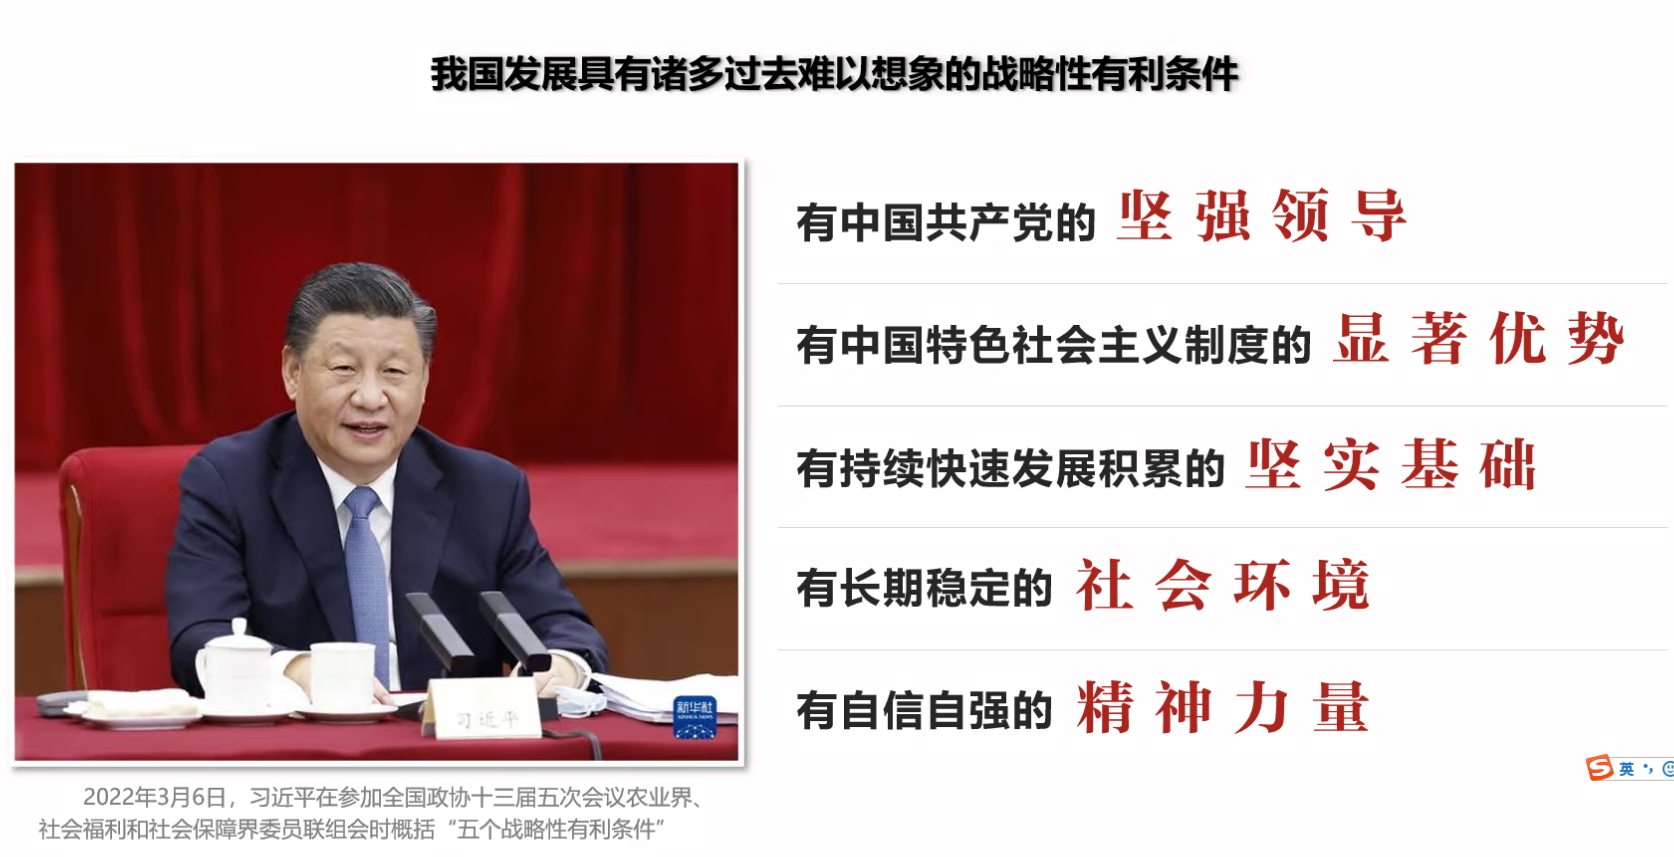 我国发展具有诸多过去难以想象的战略性有利条件
有中国共产党的 坚强领导
有中国特色社会主义制度的 显著优势
有持续快速发展积累的 坚实基础
有长期稳定的 社会环境
有自信自强的 精神力量
习近平
新华社
XINHUA NEWS
2022年3月6日，习近平在参加全国政协十三届五次会议农业界、
社会福利和社会保障界委员联组会时概括“五个战略性有利条件”
S英